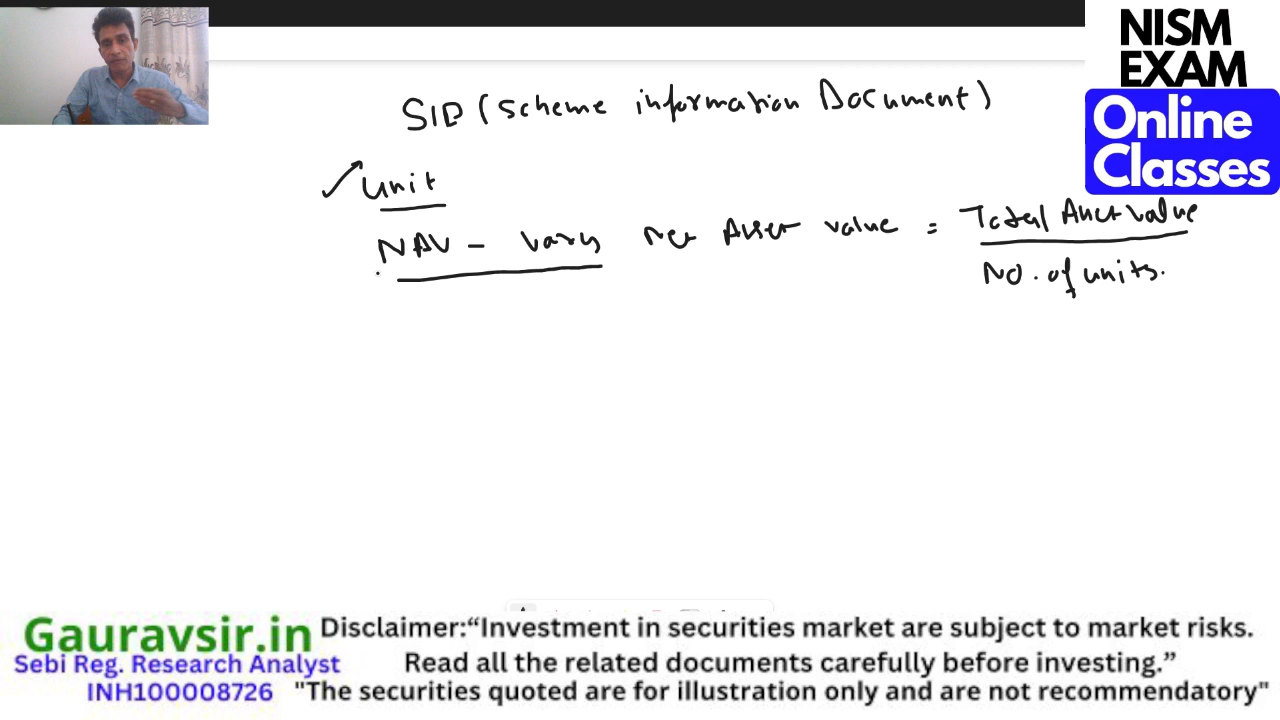 NISM
EXAM
Online
Classes
SID (Scheme information Document)
Unit
NAV - vary Net Asset value = Total Asset value
No. of units.
Gauravsir.in
Sebi Reg. Research Analyst
INH100008726
Disclaimer:“Investment in securities market are subject to market risks.
Read all the related documents carefully before investing.”
"The securities quoted are for illustration only and are not recommendatory"